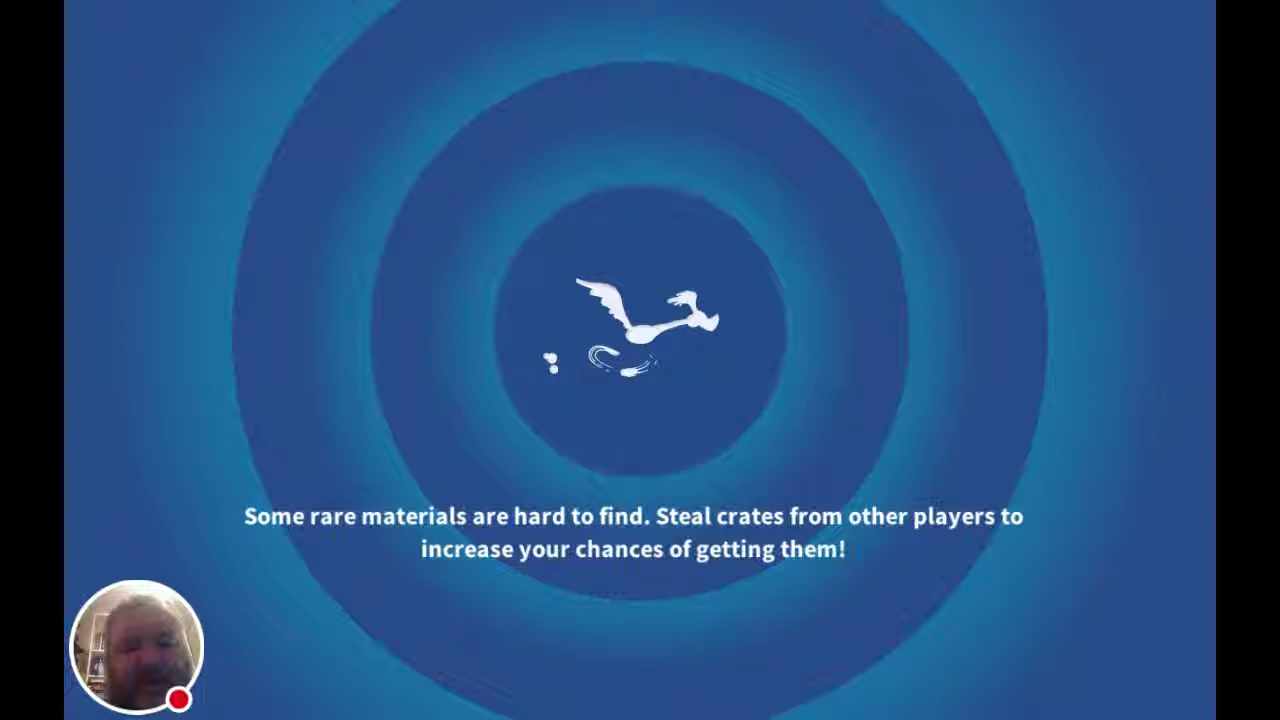 Some rare materials are hard to find. Steal crates from other players to
increase your chances of getting them!